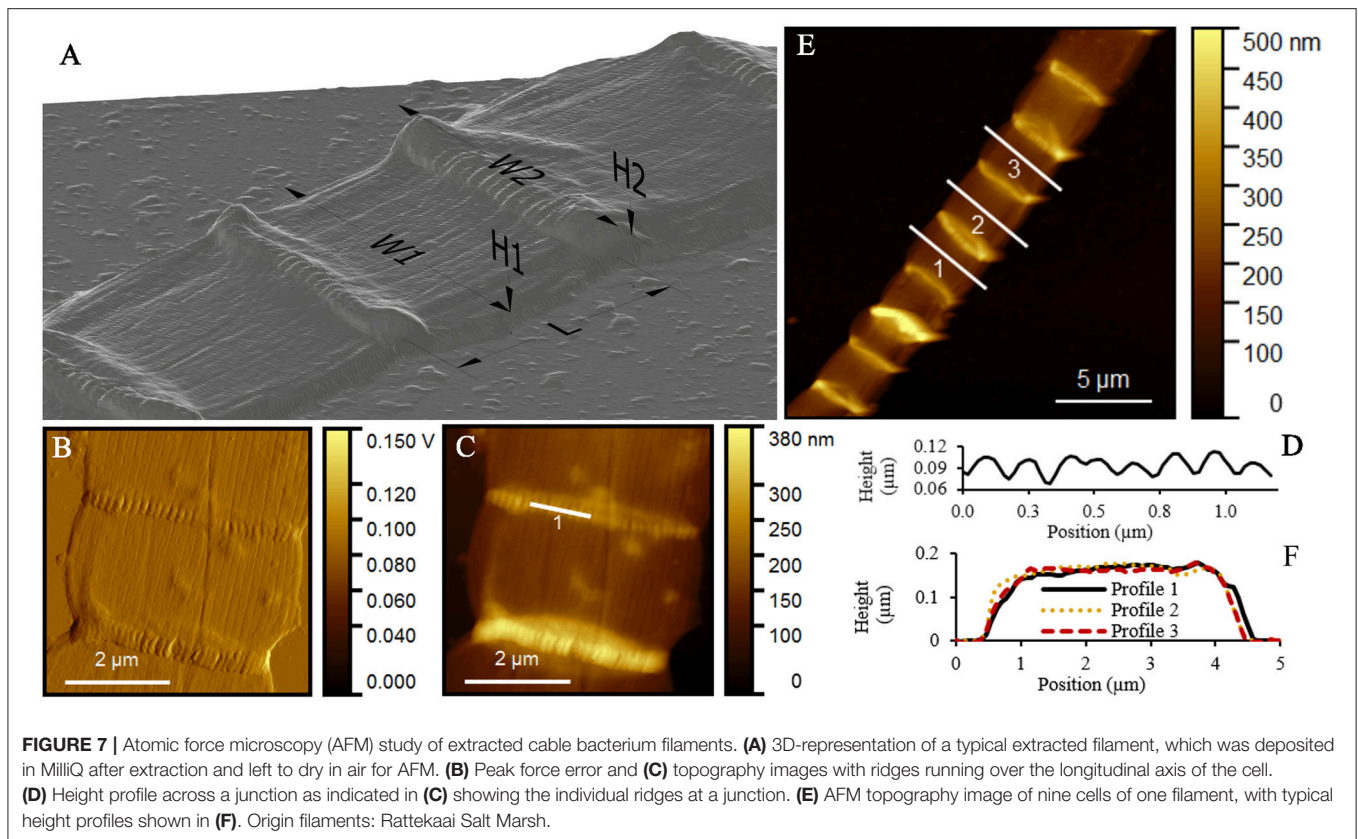 A
W1
W2
H1
H2
L
B
0.150 V
0.120
0.100
0.080
0.060
0.040
0.000
2 µm
C
1
380 nm
300
250
200
150
100
0
2 µm
E
3
2
1
5 µm
500 nm
450
400
350
300
250
200
150
100
0
D
Height
(µm)
0.12
0.09
0.06
0.0 0.3 0.5 0.8 1.0
Position (µm)
F
Height
(µm)
0.2
0.1
0
Profile 1
Profile 2
Profile 3
0 1 2 3 4 5
Position (µm)
FIGURE 7 | Atomic force microscopy (AFM) study of extracted cable bacterium filaments. (A) 3D-representation of a typical extracted filament, which was deposited
in MilliQ after extraction and left to dry in air for AFM. (B) Peak force error and (C) topography images with ridges running over the longitudinal axis of the cell.
(D) Height profile across a junction as indicated in (C) showing the individual ridges at a junction. (E) AFM topography image of nine cells of one filament, with typical
height profiles shown in (F). Origin filaments: Rattekaai Salt Marsh.